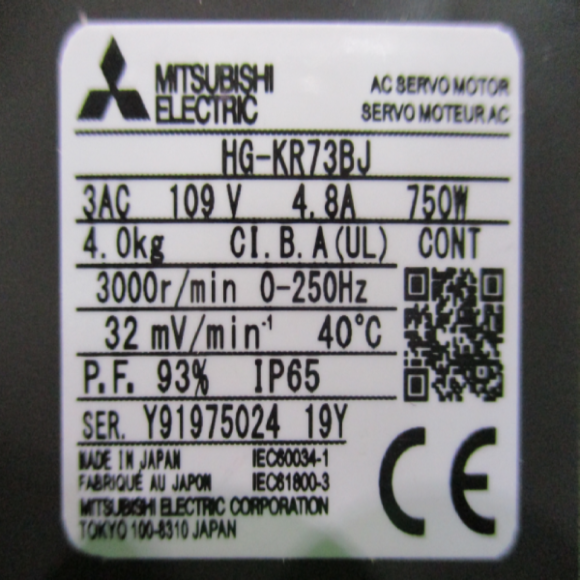 MITSUBISHI ELECTRIC
AC SERVO MOTOR
SERVO MOTEUR AC
HG-KR73BJ
3AC 109 V 4.8A 750W
4.0kg CI.B.A(UL) CONT
3000r/min 0-250Hz
32 mV/min⁻¹ 40°C
P.F. 93% IP65
SER. Y91975024 19Y
MADE IN JAPAN IEC60034-1
FABRIQUÉ AU JAPON IEC61800-3
MITSUBISHI ELECTRIC CORPORATION
TOKYO 100-8310 JAPAN
CE